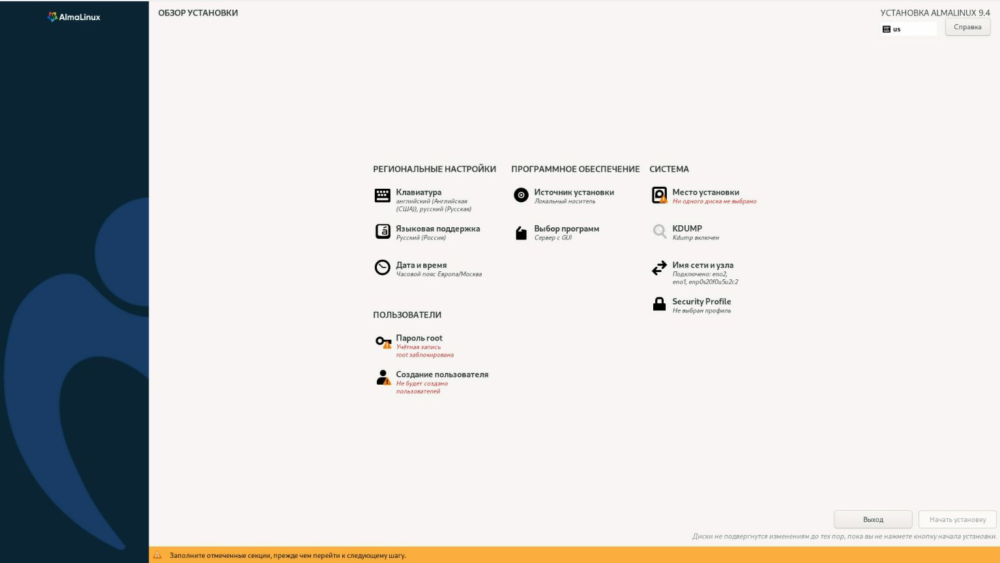 AlmaLinux
ОБЗОР УСТАНОВКИ
УСТАНОВКА ALMALINUX 9.4
us
Справка
РЕГИОНАЛЬНЫЕ НАСТРОЙКИ
Клавиатура
английский (Английская
(США)), русский (Русская)
Языковая поддержка
Русский (Россия)
Дата и время
Часовой пояс Европа/Москва
ПРОГРАММНОЕ ОБЕСПЕЧЕНИЕ
Источник установки
Локальный носитель
Выбор программ
Сервер с GUI
СИСТЕМА
Место установки
Ни одного диска не выбрано
KDUMP
Kdump включен
Имя сети и узла
Подключено: eno2,
eno1, enp0s20f0u5u2c2
Security Profile
Не выбран профиль
ПОЛЬЗОВАТЕЛИ
Пароль root
Учётная запись
root заблокирована
Создание пользователя
Не будет создано
пользователей
Выход
Начать установку
Диски не подвергнутся изменениям до тех пор, пока вы не нажмете кнопку начала установки.
Заполните отмеченные секции, прежде чем перейти к следующему шагу.